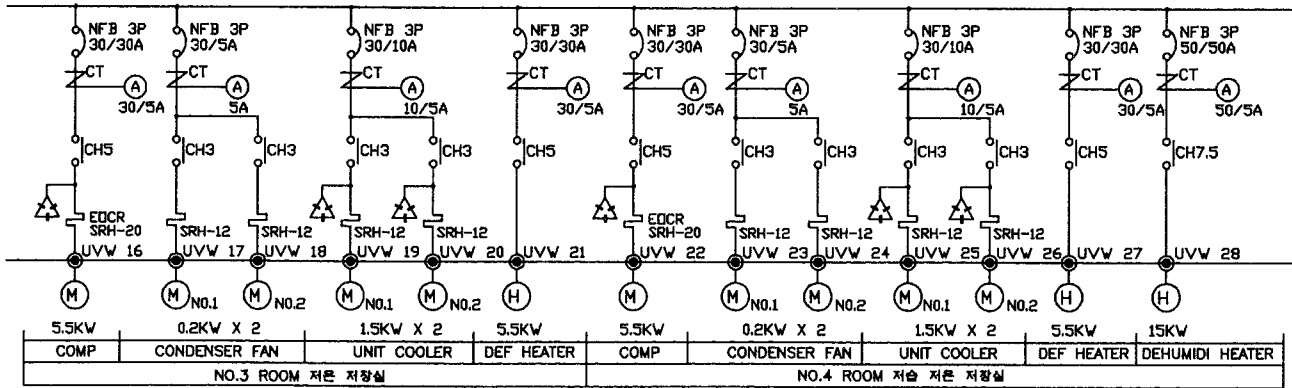 NFB 3P NFB 3P NFB 3P NFB 3P NFB 3P NFB 3P NFB 3P NFB 3P NFB 3P
30/30A 30/5A 30/10A 30/30A 30/30A 30/5A 30/10A 30/30A 50/50A
CT CT CT CT CT CT CT CT CT
A A A A A A A A A
30/5A 5A 10/5A 30/5A 30/5A 5A 10/5A 30/5A 50/5A
CH5 CH3 CH3 CH3 CH3 CH5 CH5 CH3 CH3 CH3 CH3 CH5 CH7.5
EOCR EOCR
SRH-20 SRH-12 SRH-12 SRH-12 SRH-12 SRH-20 SRH-12 SRH-12 SRH-12 SRH-12
UVW 16 UVW 17 UVW 18 UVW 19 UVW 20 UVW 21 UVW 22 UVW 23 UVW 24 UVW 25 UVW 26 UVW 27 UVW 28
M M NO.1 M NO.2 M NO.1 M NO.2 H M M NO.1 M NO.2 M NO.1 M NO.2 H H
5.5KW 0.2KW X 2 1.5KW X 2 5.5KW 5.5KW 0.2KW X 2 1.5KW X 2 5.5KW 15KW
COMP CONDENSER FAN UNIT COOLER DEF HEATER COMP CONDENSER FAN UNIT COOLER DEF HEATER DEHUMIDI HEATER
NO.3 ROOM 저온 저장실 NO.4 ROOM 저습 저온 저장실